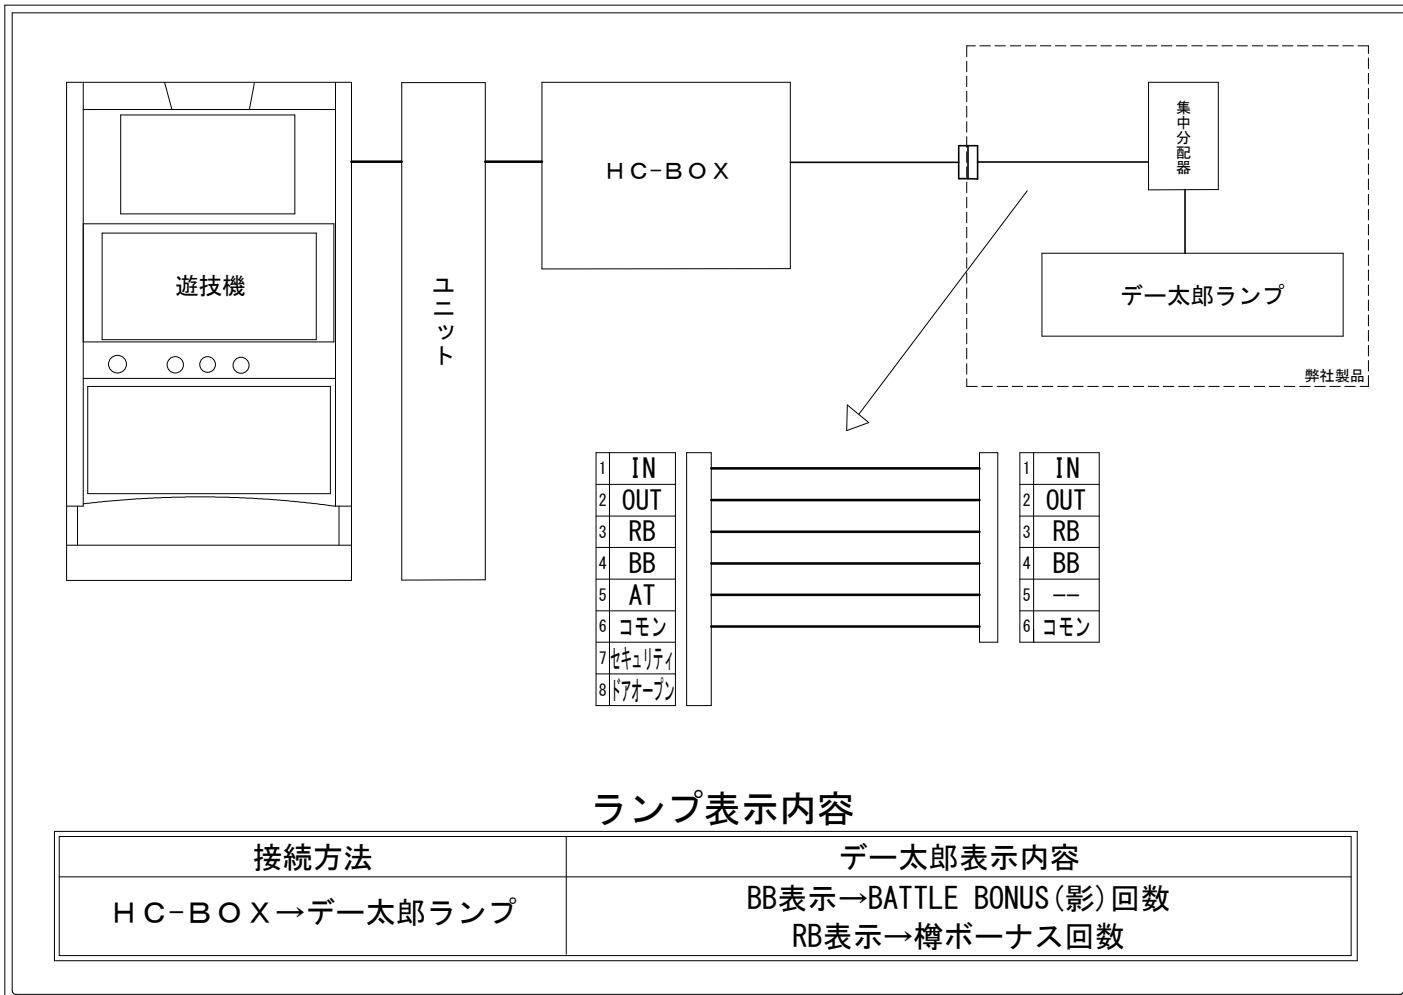 遊技機
ユニット
HC-BOX
集中分配器
デー太郎ランプ
弊社製品
1 IN
2 OUT
3 RB
4 BB
5 AT
6 コモン
7 セキュリティ
8 ドアオープン
1 IN
2 OUT
3 RB
4 BB
5 --
6 コモン
ランプ表示内容
接続方法 デー太郎表示内容
HC-BOX→デー太郎ランプ
BB表示→BATTLE BONUS(影)回数
RB表示→樽ボーナス回数